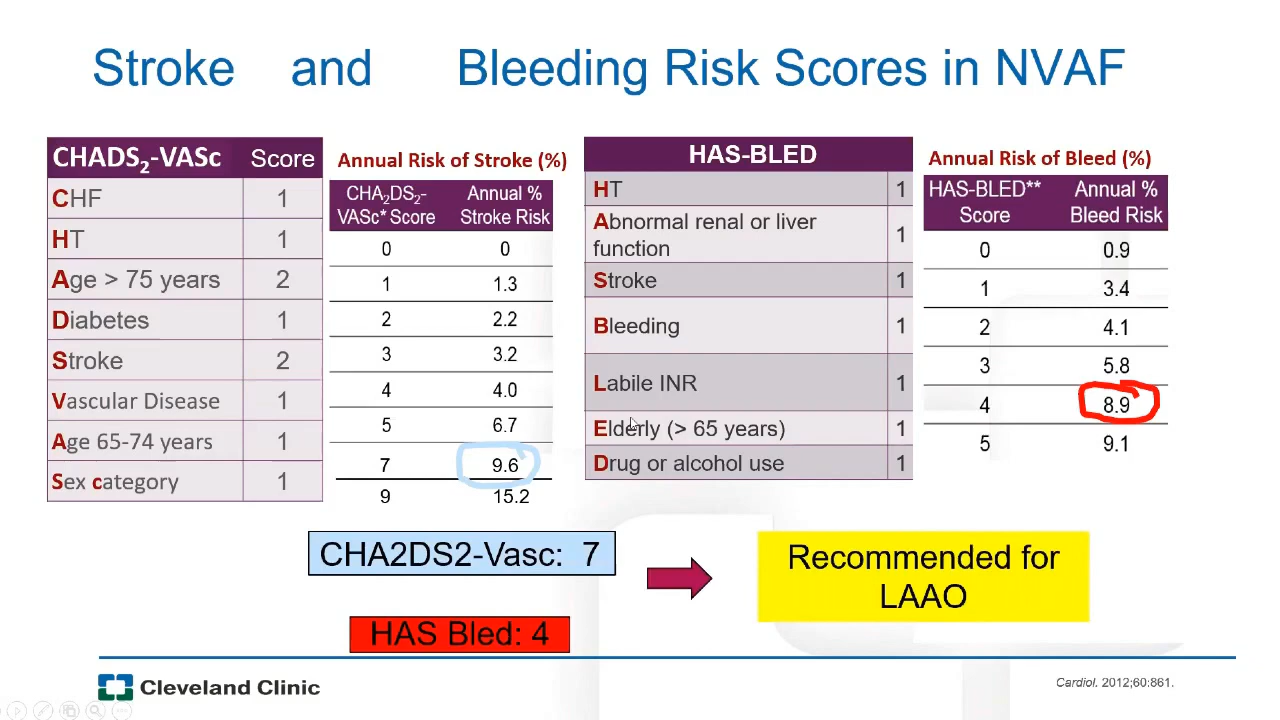 Stroke and Bleeding Risk Scores in NVAF
CHADS2-VASc Score
CHF 1
HT 1
Age > 75 years 2
Diabetes 1
Stroke 2
Vascular Disease 1
Age 65-74 years 1
Sex category 1
Annual Risk of Stroke (%)
CHA2DS2- Annual %
VASc* Score Stroke Risk
0 0
1 1.3
2 2.2
3 3.2
4 4.0
5 6.7
7 9.6
9 15.2
HAS-BLED
HT 1
Abnormal renal or liver
function 1
Stroke 1
Bleeding 1
Labile INR 1
Elderly (> 65 years) 1
Drug or alcohol use 1
Annual Risk of Bleed (%)
HAS-BLED** Annual %
Score Bleed Risk
0 0.9
1 3.4
2 4.1
3 5.8
4 8.9
5 9.1
CHA2DS2-Vasc: 7
HAS Bled: 4
Recommended for
LAAO
Cleveland Clinic
Cardiol. 2012;60:861.